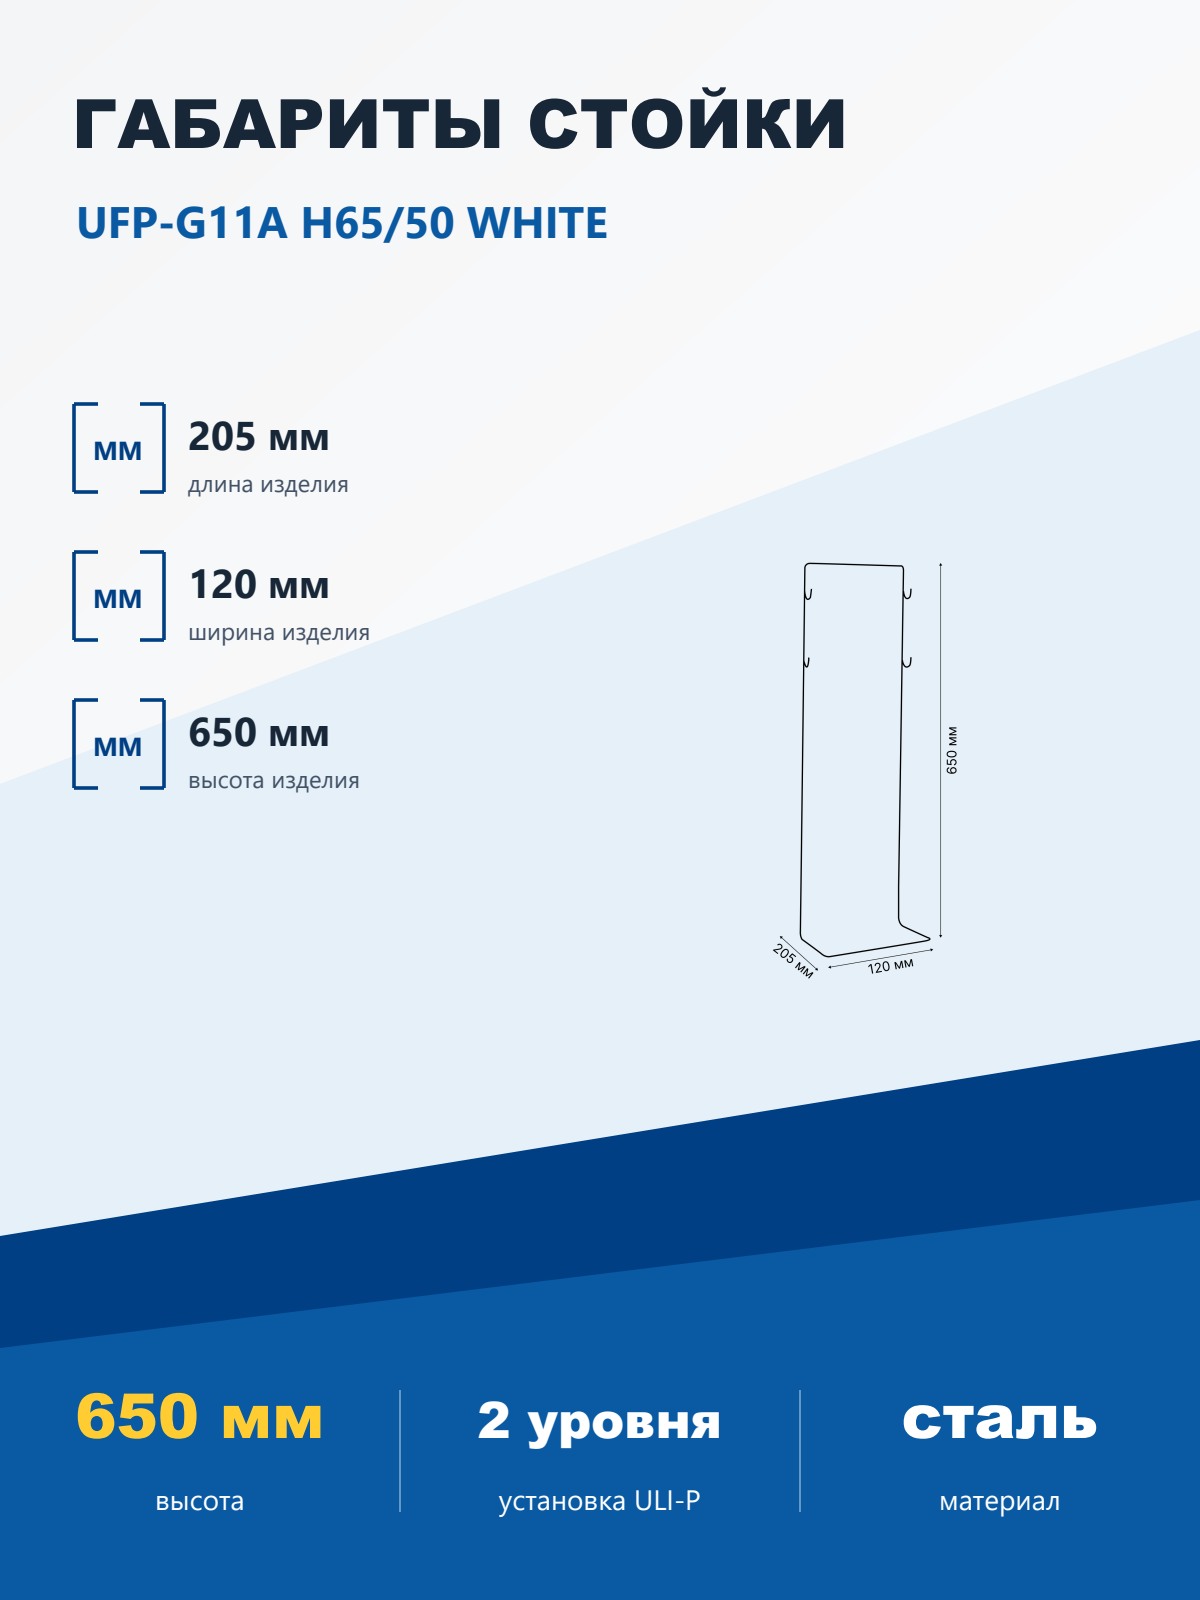 ГАБАРИТЫ СТОЙКИ
UFP-G11A H65/50 WHITE
мм
205 мм
длина изделия
мм
120 мм
ширина изделия
мм
650 мм
высота изделия
650 мм
205 мм
120 мм
650 мм
высота
2 уровня
установка ULI-P
сталь
материал